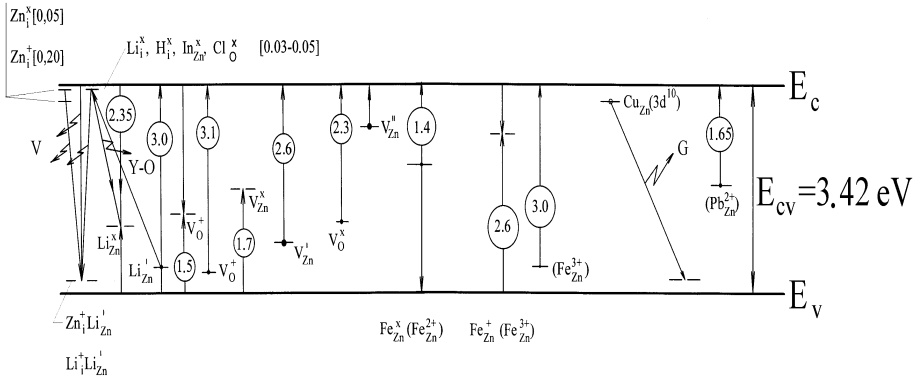 Zn_i^x[0,05]
Zn_i^+[0,20]
Li_i^x, H_i^x, In_Zn^x, Cl_O^x [0.03-0.05]
E_c
2.35
3.0
3.1
2.6
2.3
V_Zn^"
1.4
Cu_Zn(3d^10)
1.65
V
Y-O
G
V_Zn^x
(Pb_Zn^2+)
E_cv=3.42 eV
Li_Zn^x
V_O^+
1.7
V_Zn^'
V_O^x
2.6
3.0
Li_Zn^'
1.5
V_O^+
(Fe_Zn^3+)
E_v
Zn_i^+Li_Zn^'
Fe_Zn^x(Fe_Zn^2+)
Fe_Zn^+(Fe_Zn^3+)
Li_i^+Li_Zn^'